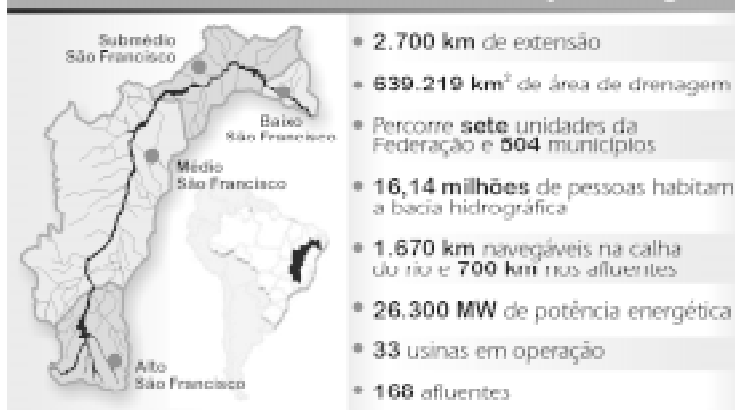 Submédio
São Francisco
Baixo
São Francisco
Médio
São Francisco
Alto
São Francisco
• 2.700 km de extensão
• 639.219 km² de área de drenagem
• Percorre sete unidades da
Federação e 504 municípios
• 16,14 milhões de pessoas habitam
a bacia hidrográfica
• 1.670 km navegáveis na calha
do rio e 700 km nos afluentes
• 26.300 MW de potência energética
• 33 usinas em operação
• 168 afluentes